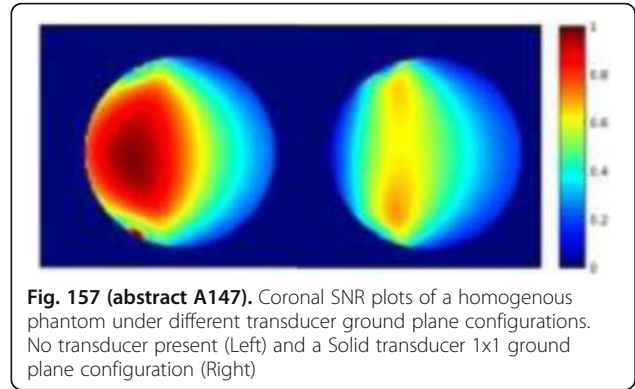 1
0.8
0.6
0.4
0.2
0
Fig. 157 (abstract A147). Coronal SNR plots of a homogenous
phantom under different transducer ground plane configurations.
No transducer present (Left) and a Solid transducer 1x1 ground
plane configuration (Right)